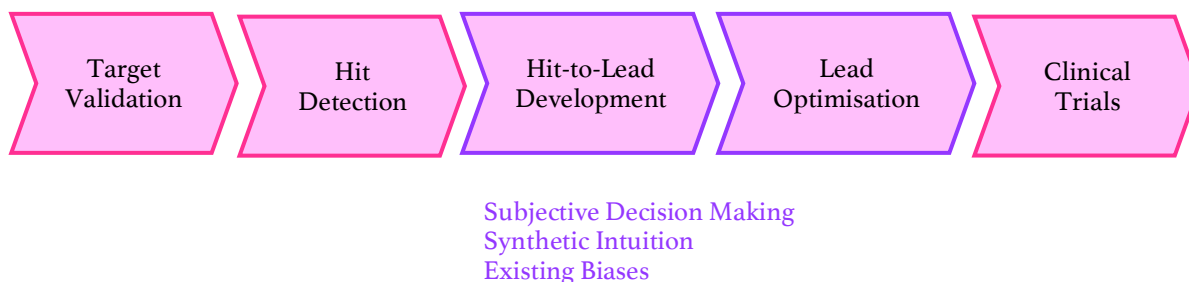 Target
Validation
Hit
Detection
Hit-to-Lead
Development
Lead
Optimisation
Clinical
Trials
Subjective Decision Making
Synthetic Intuition
Existing Biases